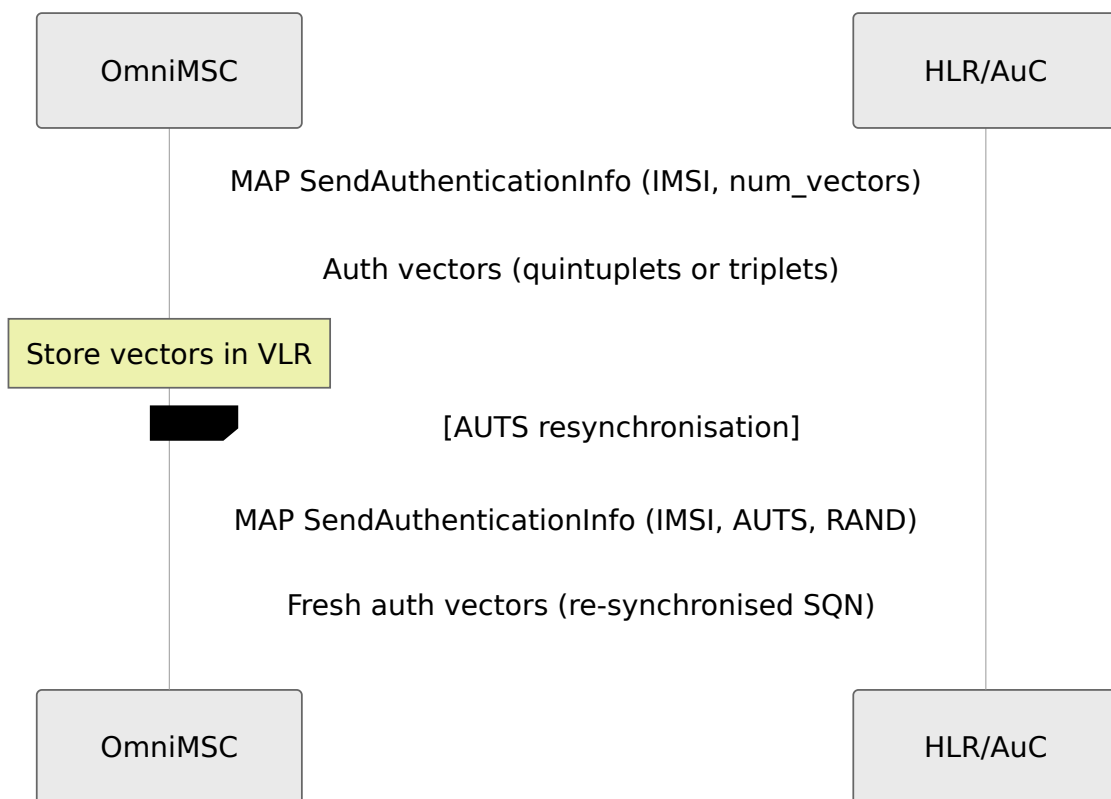 OmniMSC
HLR/AuC
MAP SendAuthenticationInfo (IMSI, num_vectors)
Auth vectors (quintuplets or triplets)
Store vectors in VLR
[AUTS resynchronisation]
MAP SendAuthenticationInfo (IMSI, AUTS, RAND)
Fresh auth vectors (re-synchronised SQN)
OmniMSC
HLR/AuC